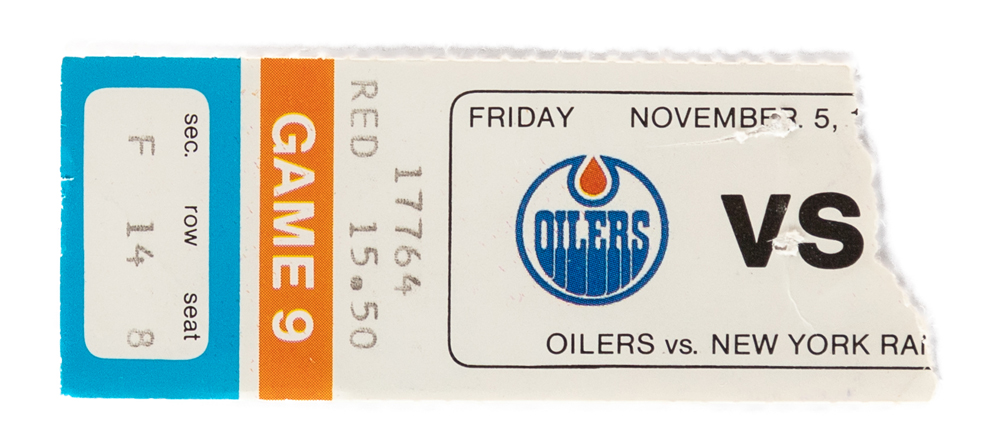 sec. row seat
F 14 8
GAME 9
RED 15.50
17764
FRIDAY NOVEMBER 5, 1
OILERS
VS
OILERS vs. NEW YORK RA